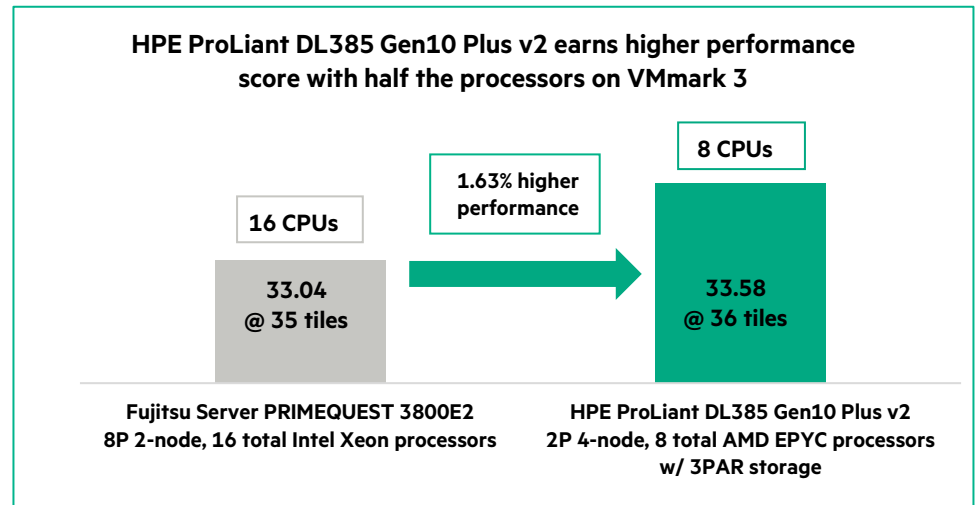 HPE ProLiant DL385 Gen10 Plus v2 earns higher performance
score with half the processors on VMmark 3
8 CPUs
1.63% higher
performance
16 CPUs
33.04
@ 35 tiles
33.58
@ 36 tiles
Fujitsu Server PRIMEQUEST 3800E2
8P 2-node, 16 total Intel Xeon processors
HPE ProLiant DL385 Gen10 Plus v2
2P 4-node, 8 total AMD EPYC processors
w/ 3PAR storage